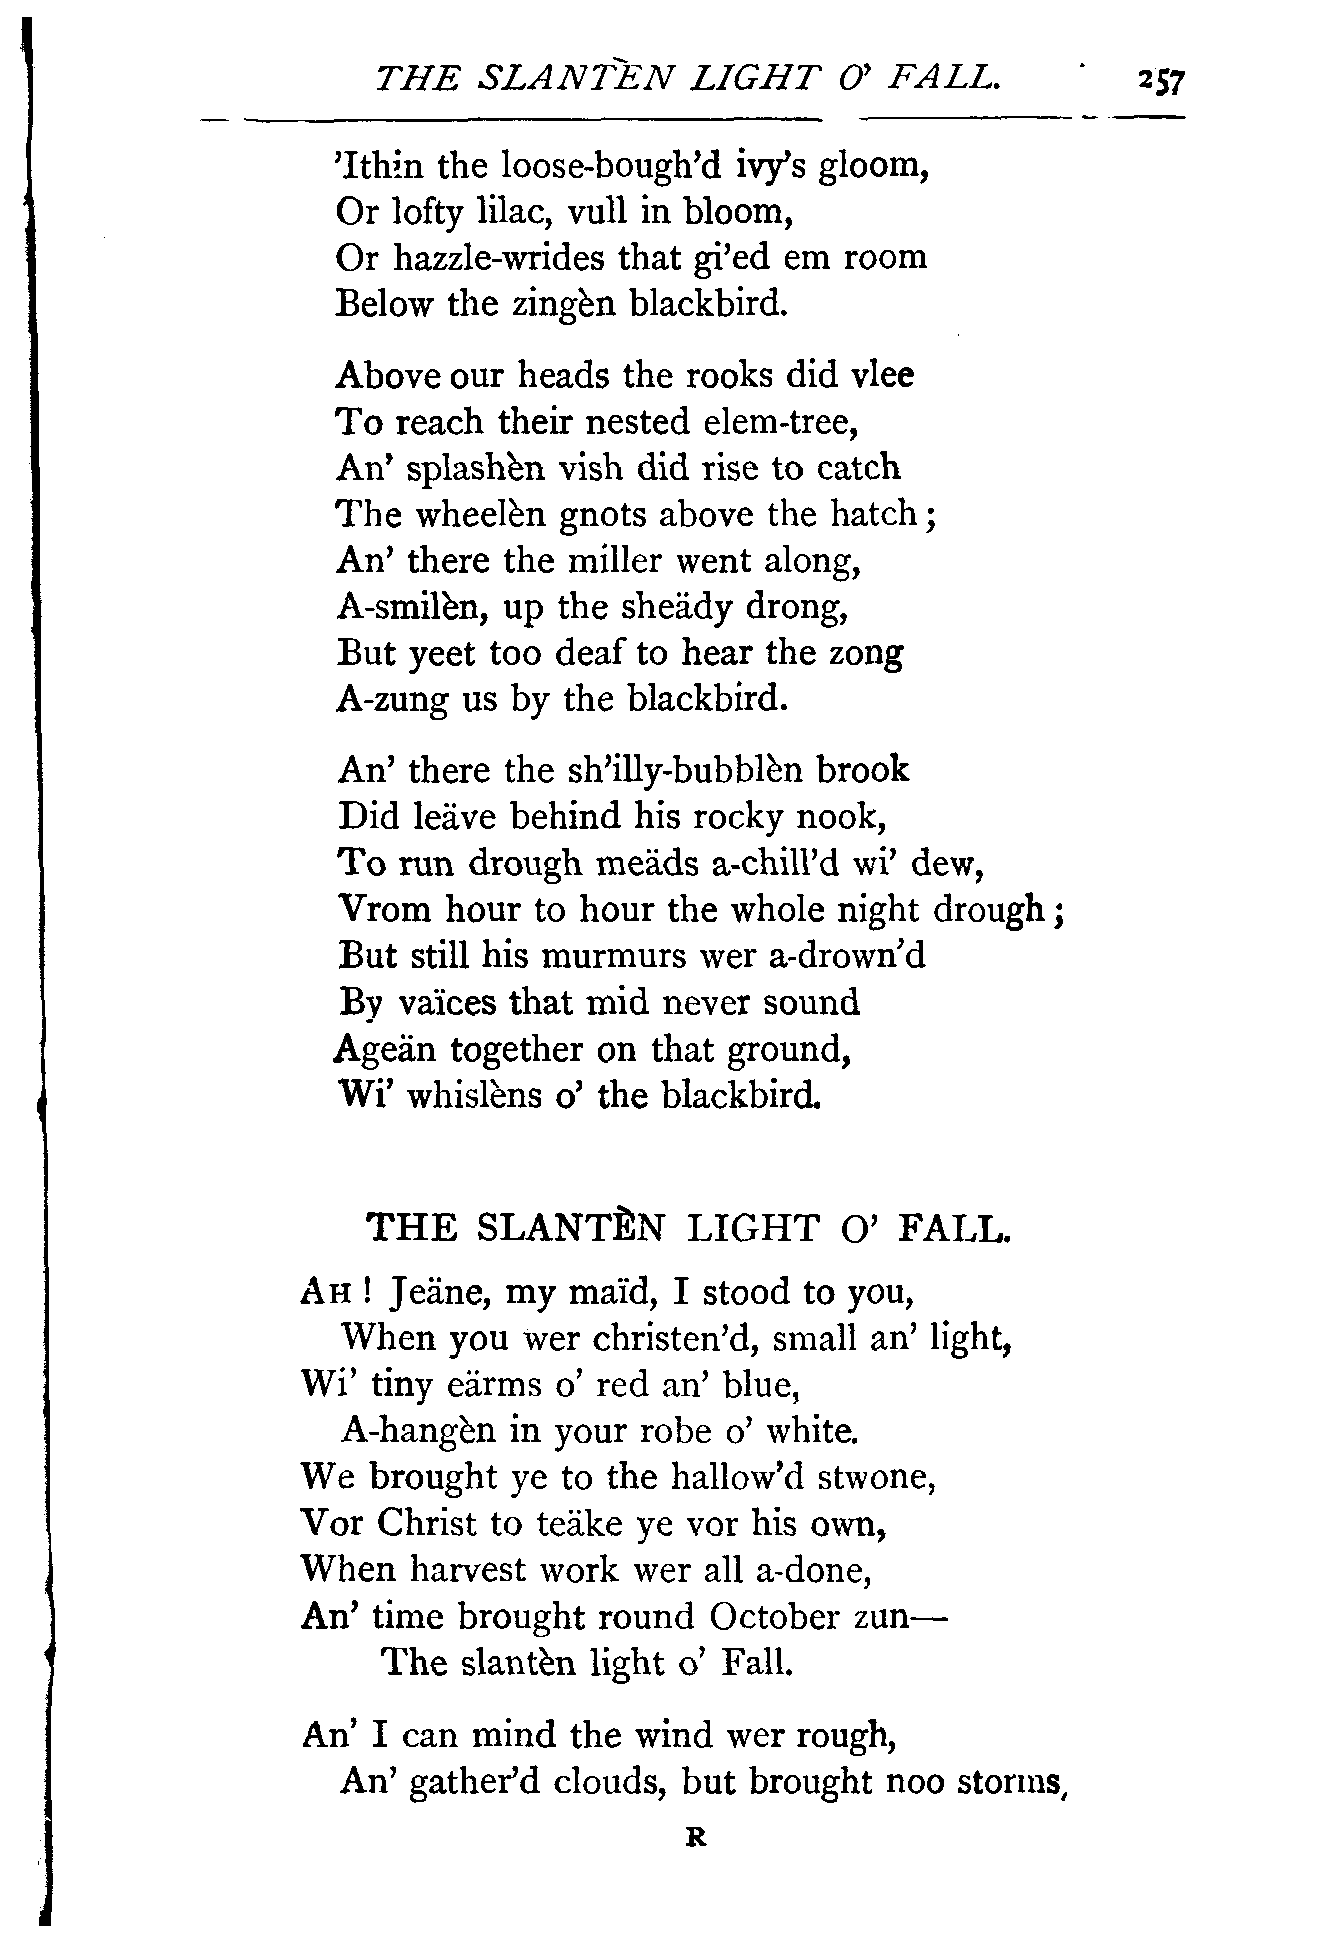 THE SLANTÈN LIGHT O' FALL. 257
'Ithin the loose-bough'd ivy's gloom,
Or lofty lilac, vull in bloom,
Or hazzle-wrides that gi'ed em room
Below the zingèn blackbird.
Above our heads the rooks did vlee
To reach their nested elem-tree,
An' splashèn vish did rise to catch
The wheelèn gnots above the hatch;
An' there the miller went along,
A-smilèn, up the sheädy drong,
But yeet too deaf to hear the zong
A-zung us by the blackbird.
An' there the sh'illy-bubblèn brook
Did leäve behind his rocky nook,
To run drough meäds a-chill'd wi' dew,
Vrom hour to hour the whole night drough;
But still his murmurs wer a-drown'd
By vaïces that mid never sound
Ageän together on that ground,
Wi' whislèns o' the blackbird.
THE SLANTÈN LIGHT O' FALL.
AH! Jeäne, my maïd, I stood to you,
When you wer christen'd, small an' light,
Wi' tiny eärms o' red an' blue,
A-hangèn in your robe o' white.
We brought ye to the hallow'd stwone,
Vor Christ to teäke ye vor his own,
When harvest work wer all a-done,
An' time brought round October zun—
The slantèn light o' Fall.
An' I can mind the wind wer rough,
An' gather'd clouds, but brought noo storms,
R